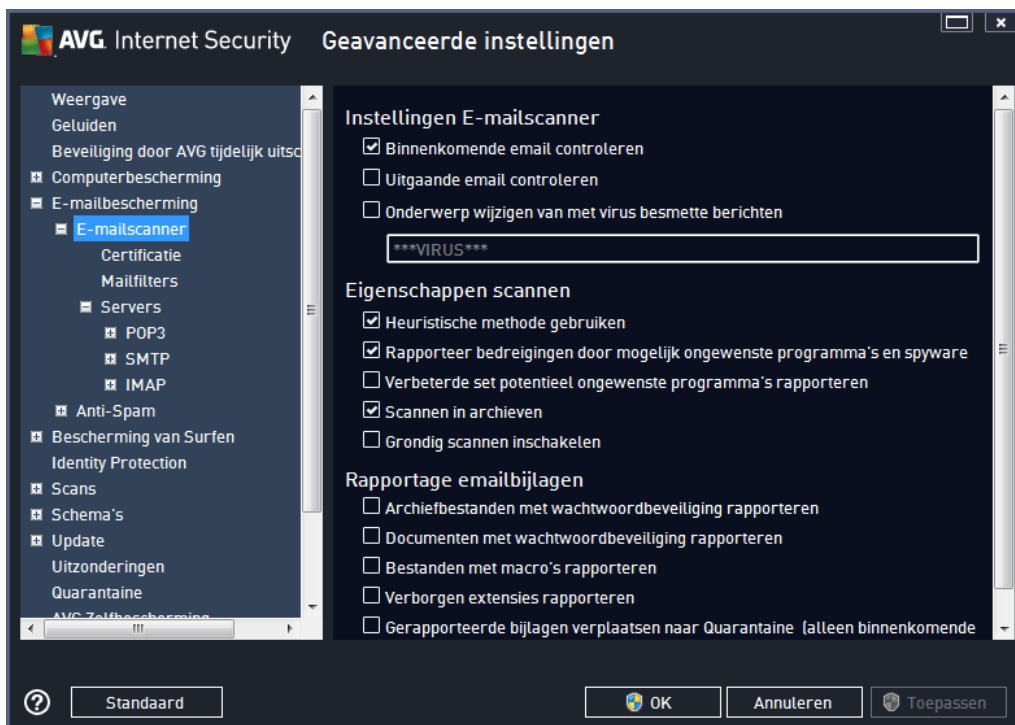 AVG. Internet Security
Geavanceerde instellingen
Weergave
Geluiden
Beveiliging door AVG tijdelijk uitsc
Computerbescherming
E-mailbescherming
E-mailscanner
Certificatie
Mailfilters
Servers
POP3
SMTP
IMAP
Anti-Spam
Bescherming van Surfen
Identity Protection
Scans
Schema's
Update
Uitzonderingen
Quarantaine
AVG Zelfbescherming
Instellingen E-mailscanner
Binnenkomende email controleren
Uitgaande email controleren
Onderwerp wijzigen van met virus besmette berichten
***VIRUS***
Eigenschappen scannen
Heuristische methode gebruiken
Rapporteer bedreigingen door mogelijk ongewenste programma's en spyware
Verbeterde set potentieel ongewenste programma's rapporteren
Scannen in archieven
Grondig scannen inschakelen
Rapportage emailbijlagen
Archiefbestanden met wachtwoordbeveiliging rapporteren
Documenten met wachtwoordbeveiliging rapporteren
Bestanden met macro's rapporteren
Verborgen extensies rapporteren
Gerapporteerde bijlagen verplaatsen naar Quarantaine (alleen binnenkomende
?
Standaard
OK
Annuleren
Toepassen